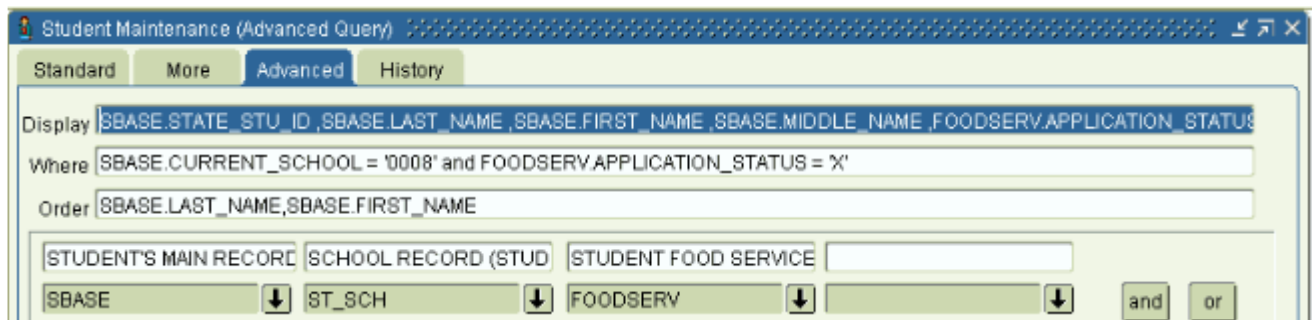 Student Maintenance (Advanced Query)
Standard More Advanced History
Display SBASE.STATE_STU_ID ,SBASE.LAST_NAME ,SBASE.FIRST_NAME ,SBASE.MIDDLE_NAME ,FOODSERV.APPLICATION_STATUS
Where SBASE.CURRENT_SCHOOL = '0008' and FOODSERV.APPLICATION_STATUS = 'X'
Order SBASE.LAST_NAME,SBASE.FIRST_NAME
STUDENT'S MAIN RECORD SCHOOL RECORD (STUD STUDENT FOOD SERVICE
SBASE ST_SCH FOODSERV and or